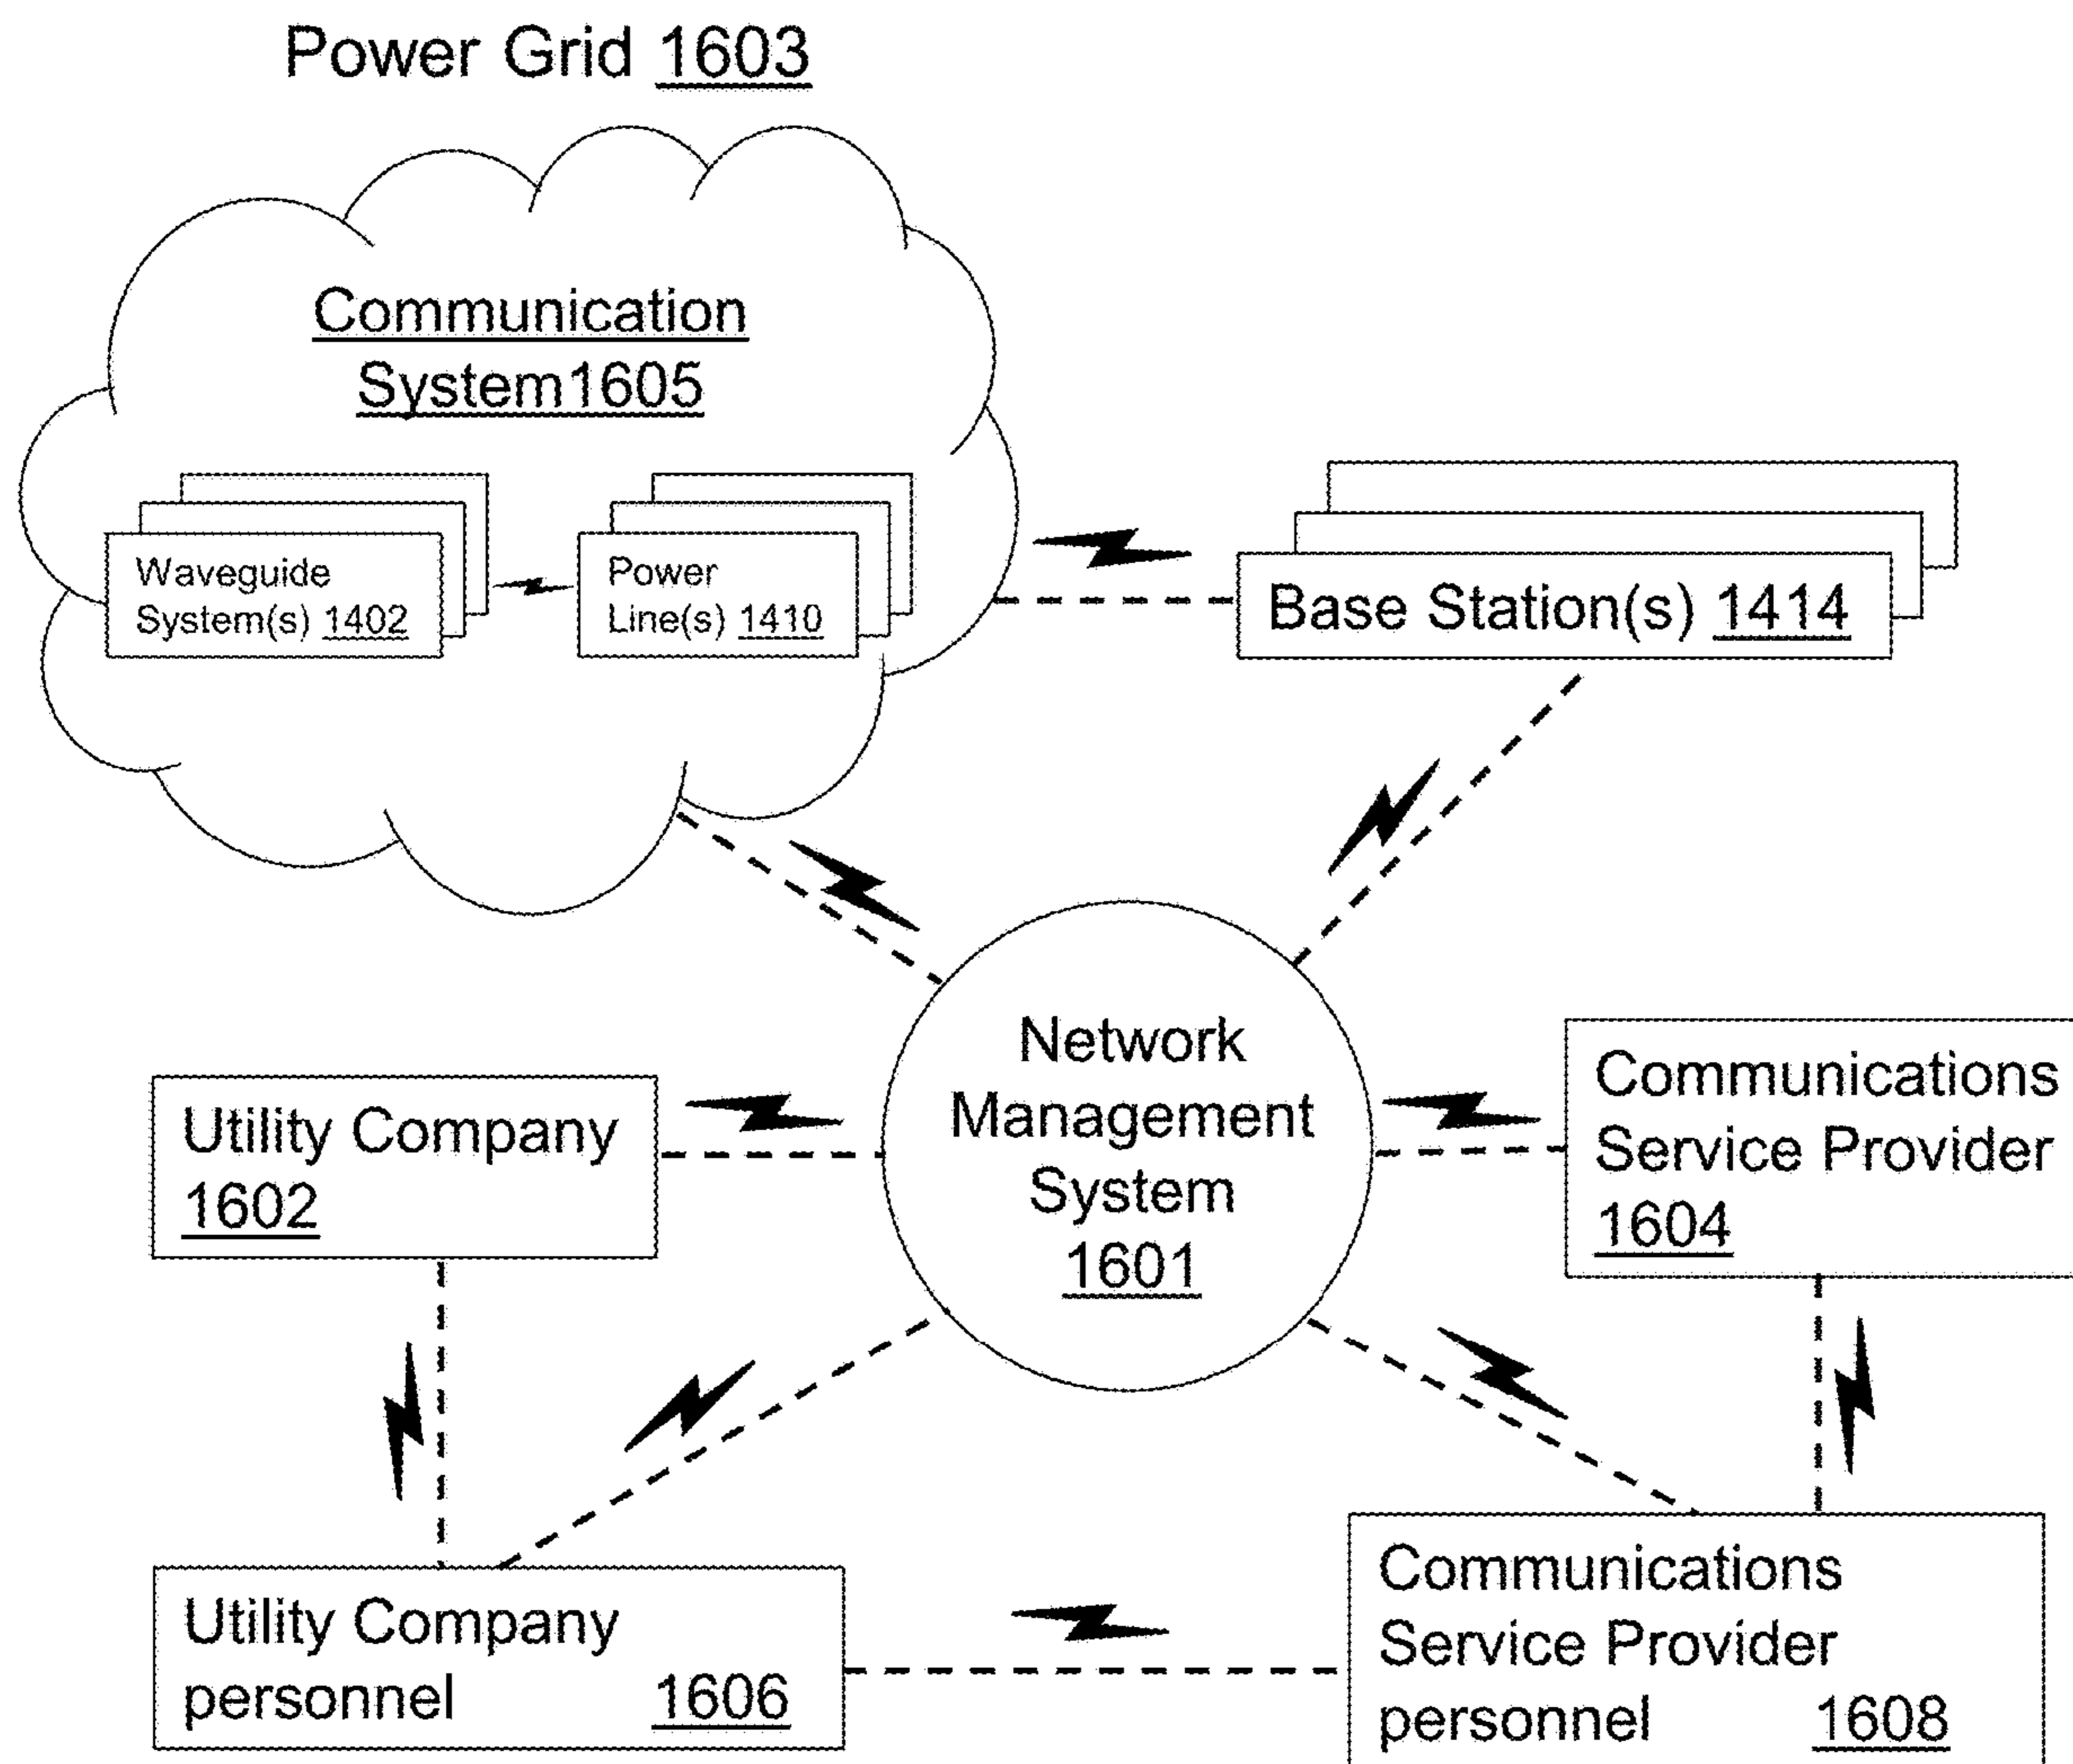 Power Grid 1603
Communication
System1605
Waveguide
System(s) 1402
Power
Line(s) 1410
Base Station(s) 1414
Network
Management
System
1601
Utility Company
1602
Communications
Service Provider
1604
Utility Company
personnel 1606
Communications
Service Provider
personnel 1608